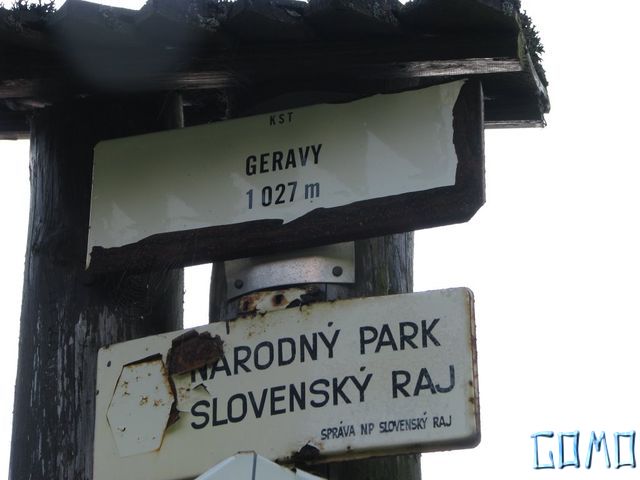 KST
GERAVY
1 027 m
NÁRODNÝ PARK
SLOVENSKÝ RAJ
SPRÁVA NP SLOVENSKÝ RAJ
GOMO